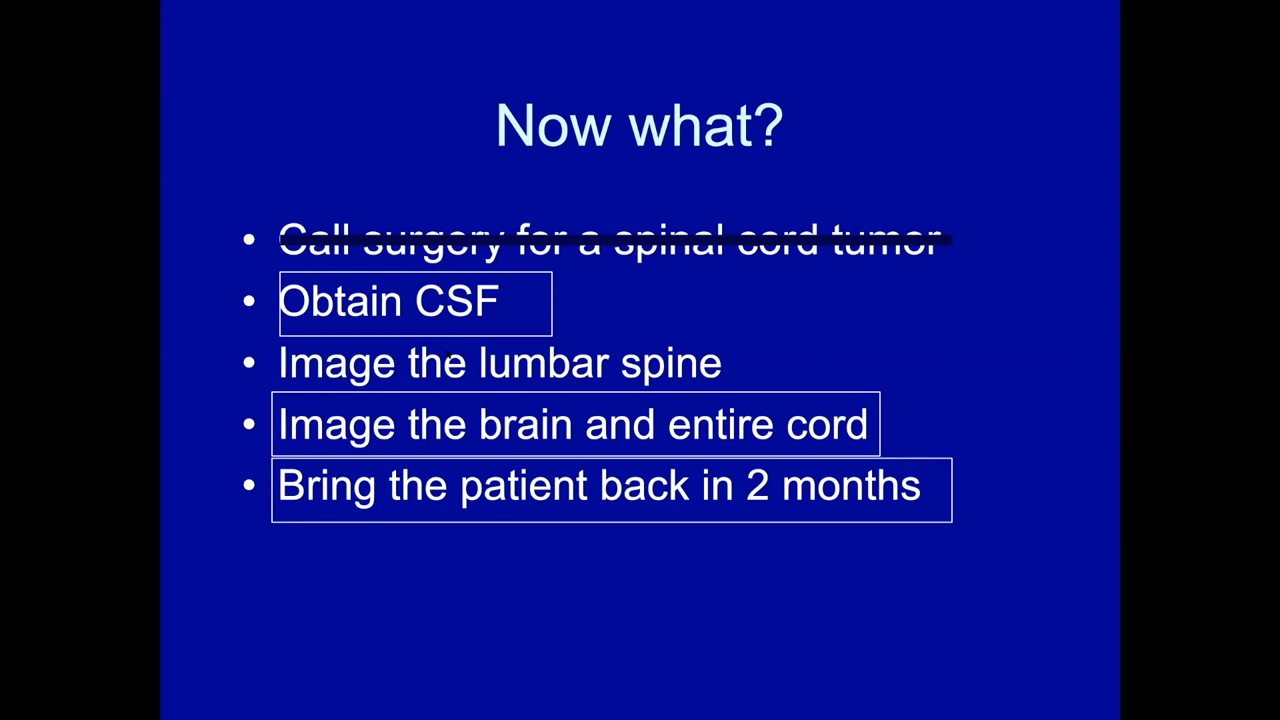 Now what?
• Call surgery for a spinal cord tumor
• Obtain CSF
• Image the lumbar spine
• Image the brain and entire cord
• Bring the patient back in 2 months